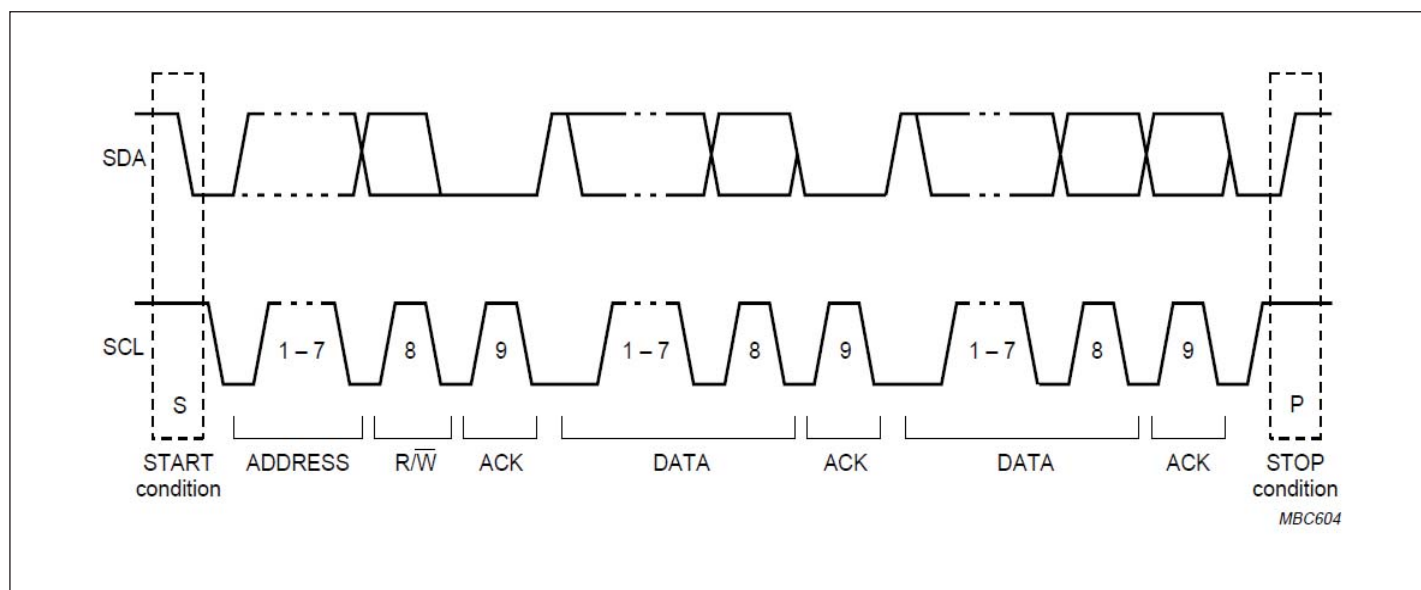 SDA
SCL
1 – 7
8
9
1 – 7
8
9
1 – 7
8
9
S
P
START
condition
ADDRESS
R/W̅
ACK
DATA
ACK
DATA
ACK
STOP
condition
MBC604